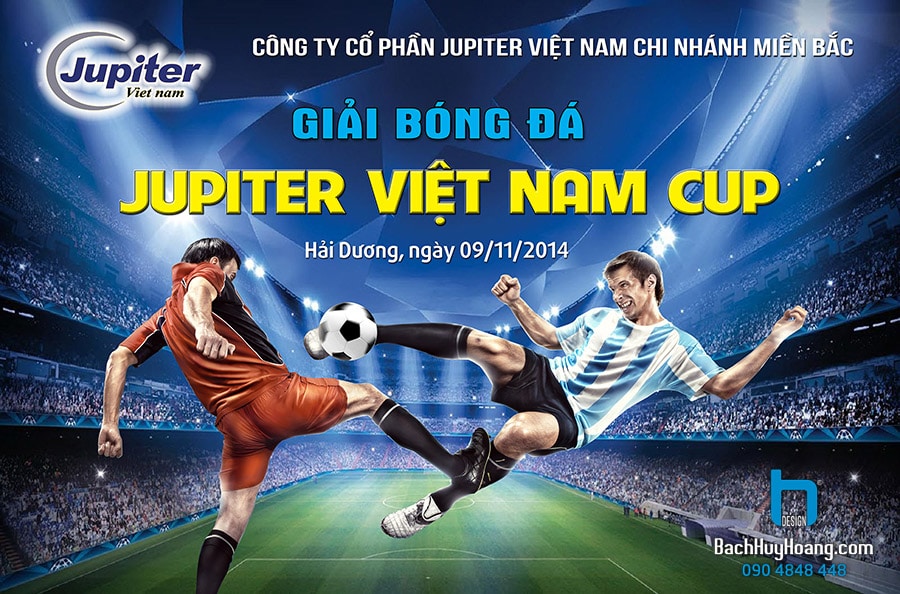 Jupiter
Viet nam
CÔNG TY CỔ PHẦN JUPITER VIỆT NAM CHI NHÁNH MIỀN BẮC
GIẢI BÓNG ĐÁ
JUPITER VIỆT NAM CUP
Hải Dương, ngày 09/11/2014
h
DESIGN
BachHuyHoang.com
090 4848 448